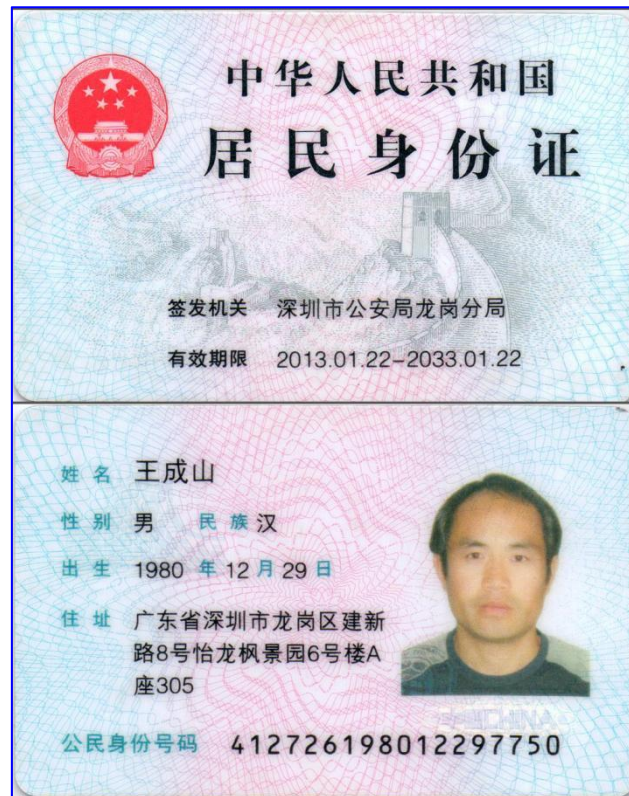 中华人民共和国
居民身份证
签发机关 深圳市公安局龙岗分局
有效期限 2013.01.22-2033.01.22
姓名 王成山
性别 男 民族 汉
出生 1980 年 12 月 29 日
住址 广东省深圳市龙岗区建新
路8号怡龙枫景园6号楼A
座305
公民身份号码 412726198012297750